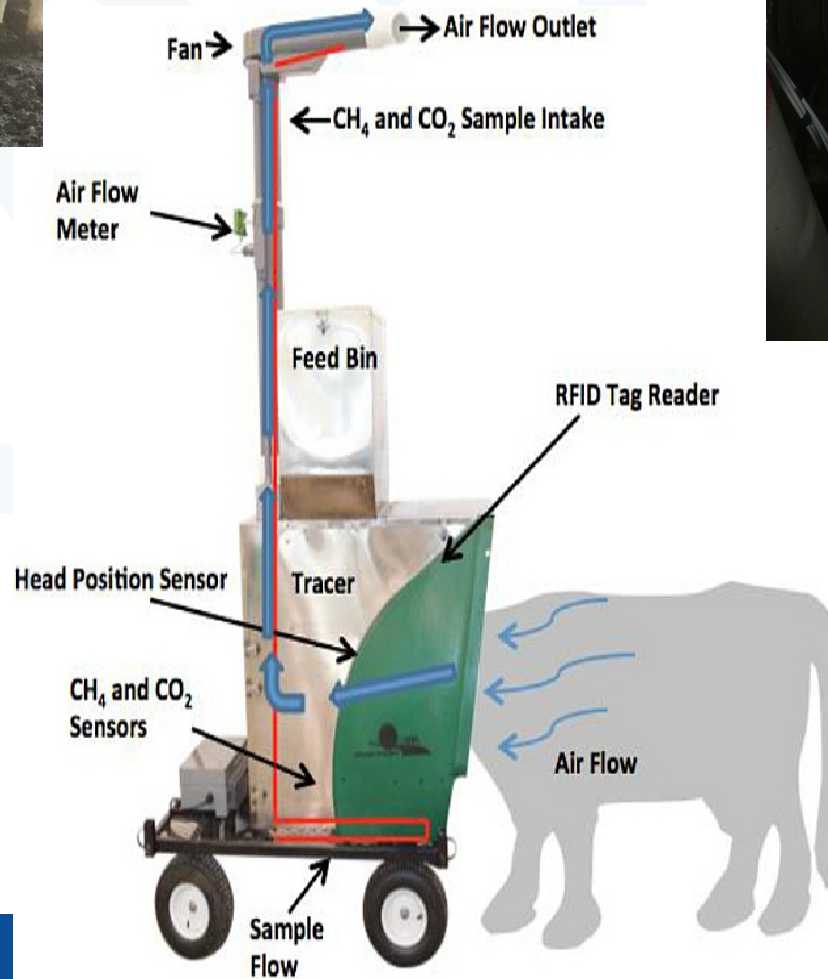 Fan
Air Flow Outlet
CH₄ and CO₂ Sample Intake
Air Flow
Meter
Feed Bin
RFID Tag Reader
Head Position Sensor
Tracer
CH₄ and CO₂
Sensors
Air Flow
Sample
Flow